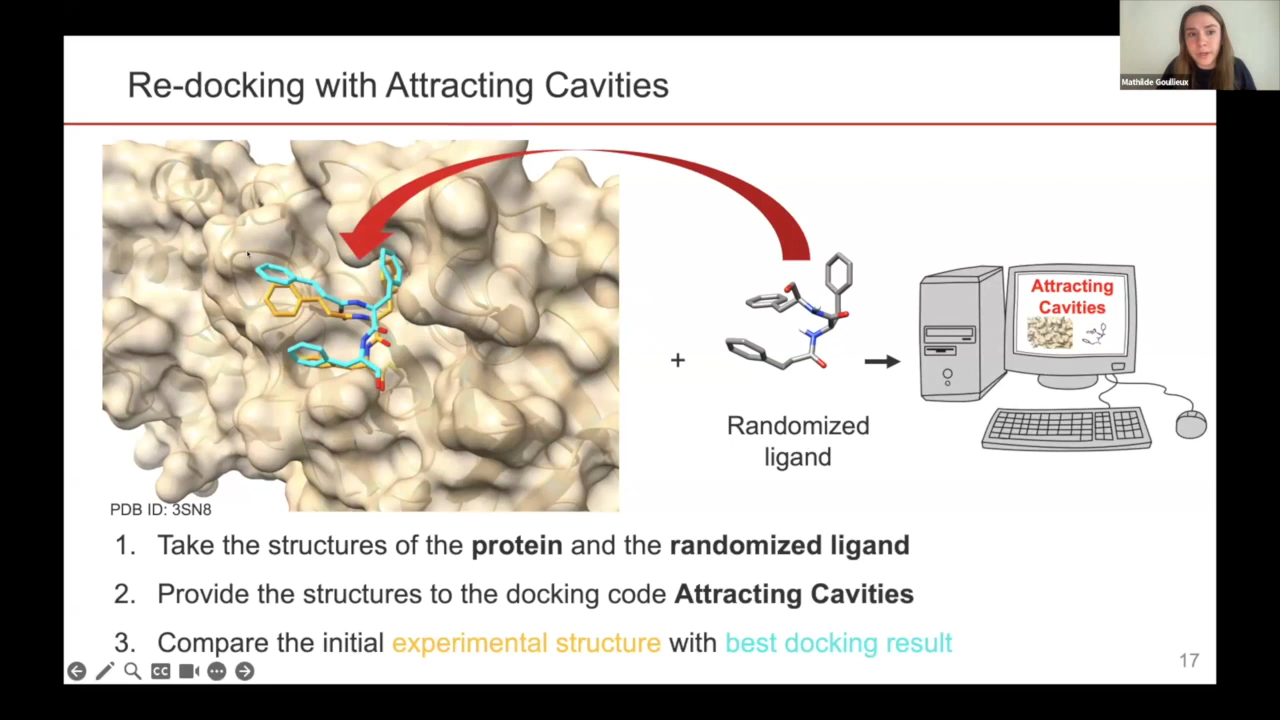 Mathilde Goullieux
Re-docking with Attracting Cavities
Attracting
Cavities
+
Randomized
ligand
PDB ID: 3SN8
1. Take the structures of the protein and the randomized ligand
2. Provide the structures to the docking code Attracting Cavities
3. Compare the initial experimental structure with best docking result
CC
17